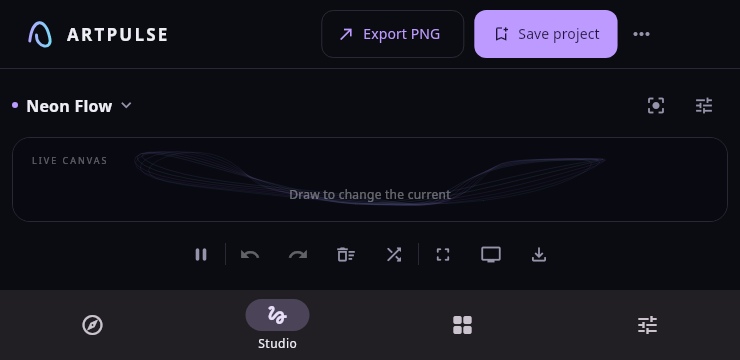 ARTPULSE
Export PNG
Save project
Neon Flow
LIVE CANVAS
Draw to change the current
Studio